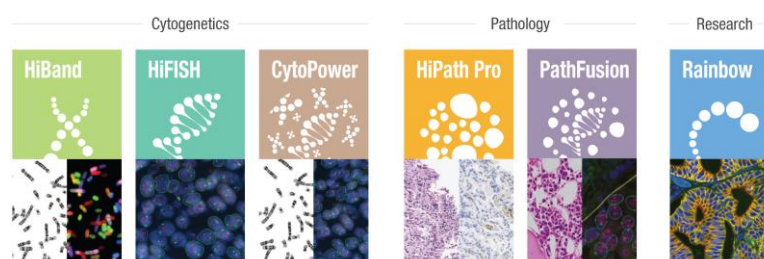 Cytogenetics
Pathology
Research
HiBand
HiFISH
CytoPower
HiPath Pro
PathFusion
Rainbow